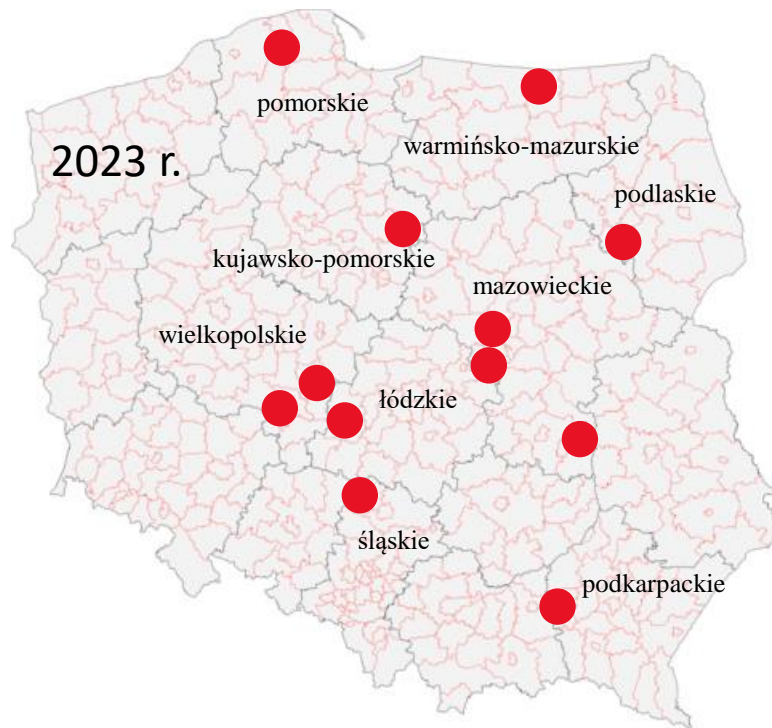 pomorskie
warmińsko-mazurskie
2023 r.
podlaskie
kujawsko-pomorskie
mazowieckie
wielkopolskie
łódzkie
śląskie
podkarpackie